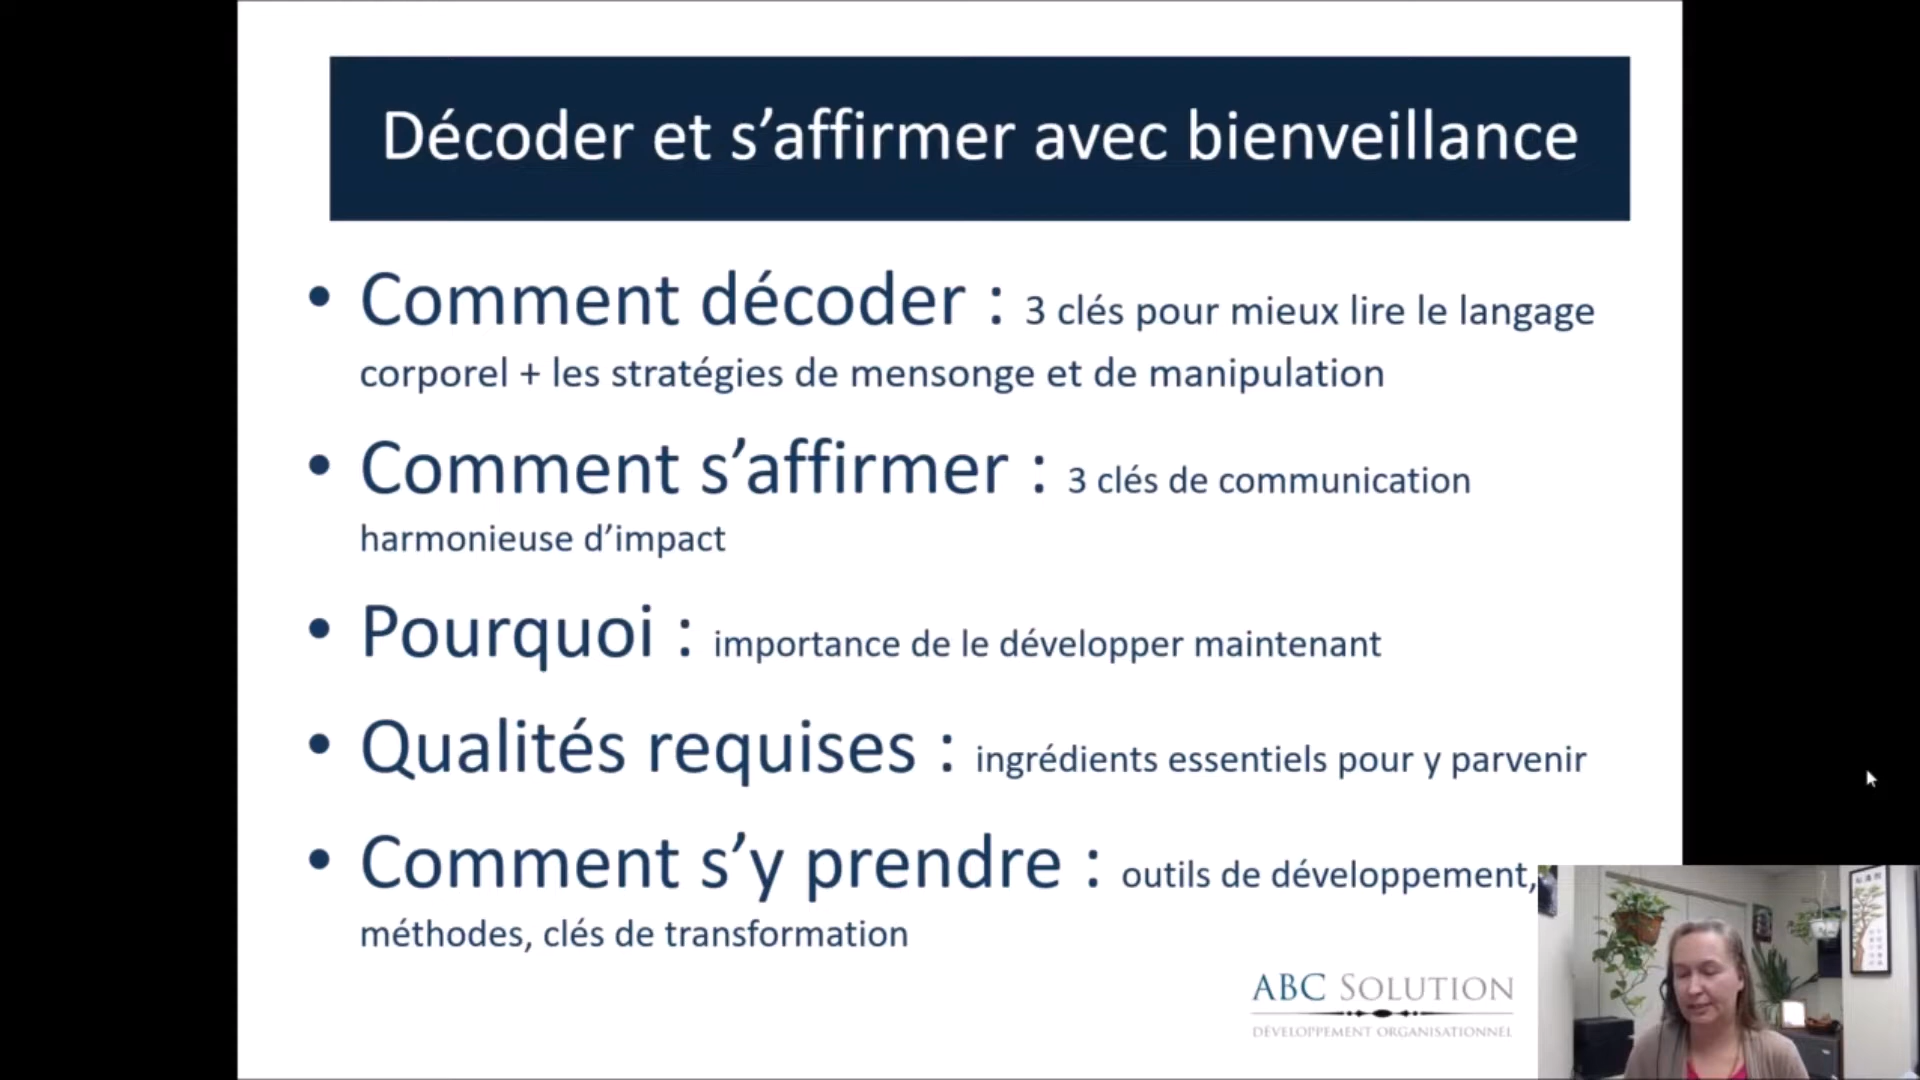 Décoder et s’affirmer avec bienveillance
• Comment décoder : 3 clés pour mieux lire le langage
corporel + les stratégies de mensonge et de manipulation
• Comment s’affirmer : 3 clés de communication
harmonieuse d’impact
• Pourquoi : importance de le développer maintenant
• Qualités requises : ingrédients essentiels pour y parvenir
• Comment s’y prendre : outils de développement,
méthodes, clés de transformation
ABC SOLUTION
DÉVELOPPEMENT ORGANISATIONNEL